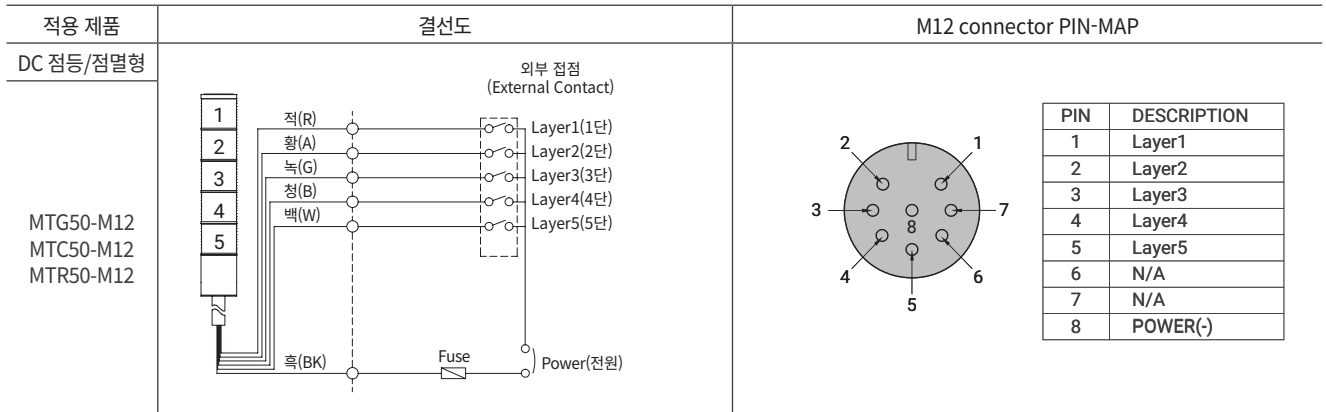 적용 제품
결선도
M12 connector PIN-MAP
DC 점등/점멸형
MTG50-M12
MTC50-M12
MTR50-M12
외부 접점
(External Contact)
1
2
3
4
5
적(R)
황(A)
녹(G)
청(B)
백(W)
흑(BK)
Layer1(1단)
Layer2(2단)
Layer3(3단)
Layer4(4단)
Layer5(5단)
Fuse
Power(전원)
2
1
3
7
8
4
6
5
PIN DESCRIPTION
1 Layer1
2 Layer2
3 Layer3
4 Layer4
5 Layer5
6 N/A
7 N/A
8 POWER(-)